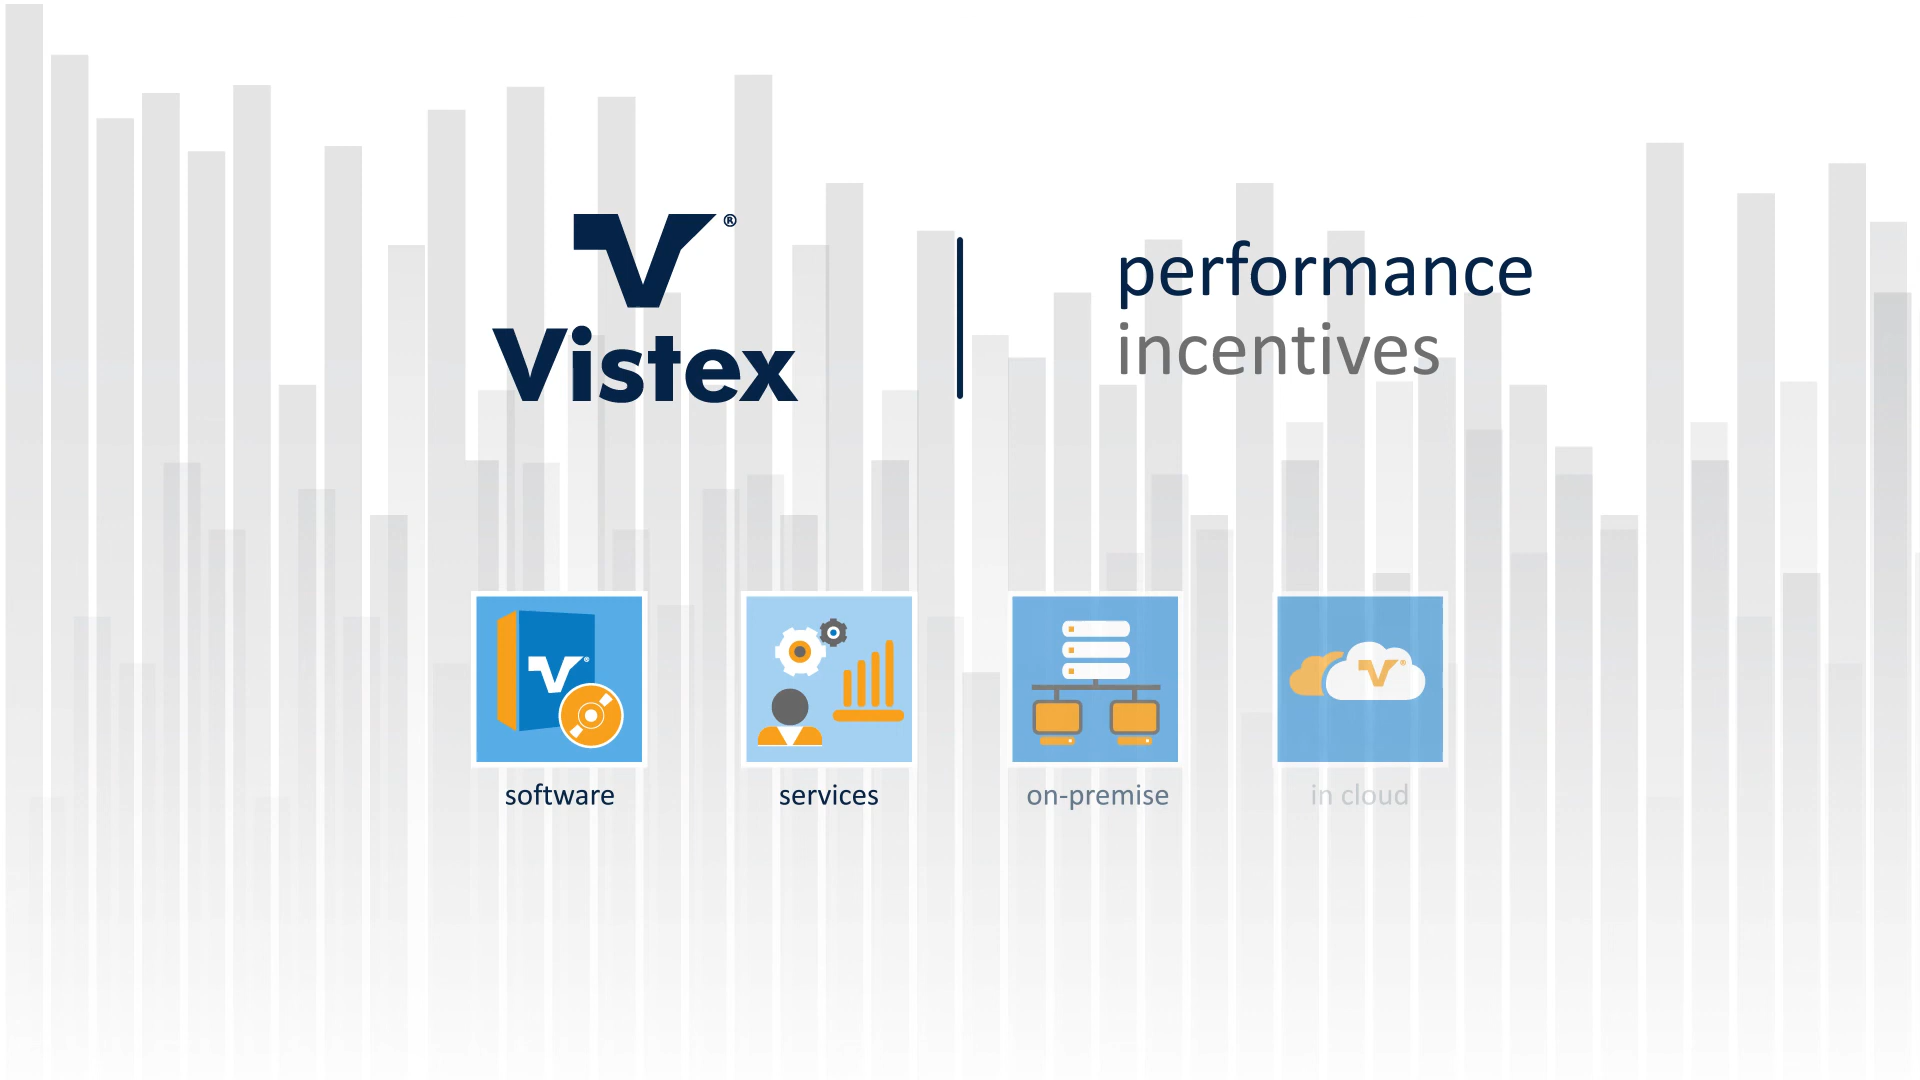 Vistex®
performance
incentives
software
services
on-premise
in cloud